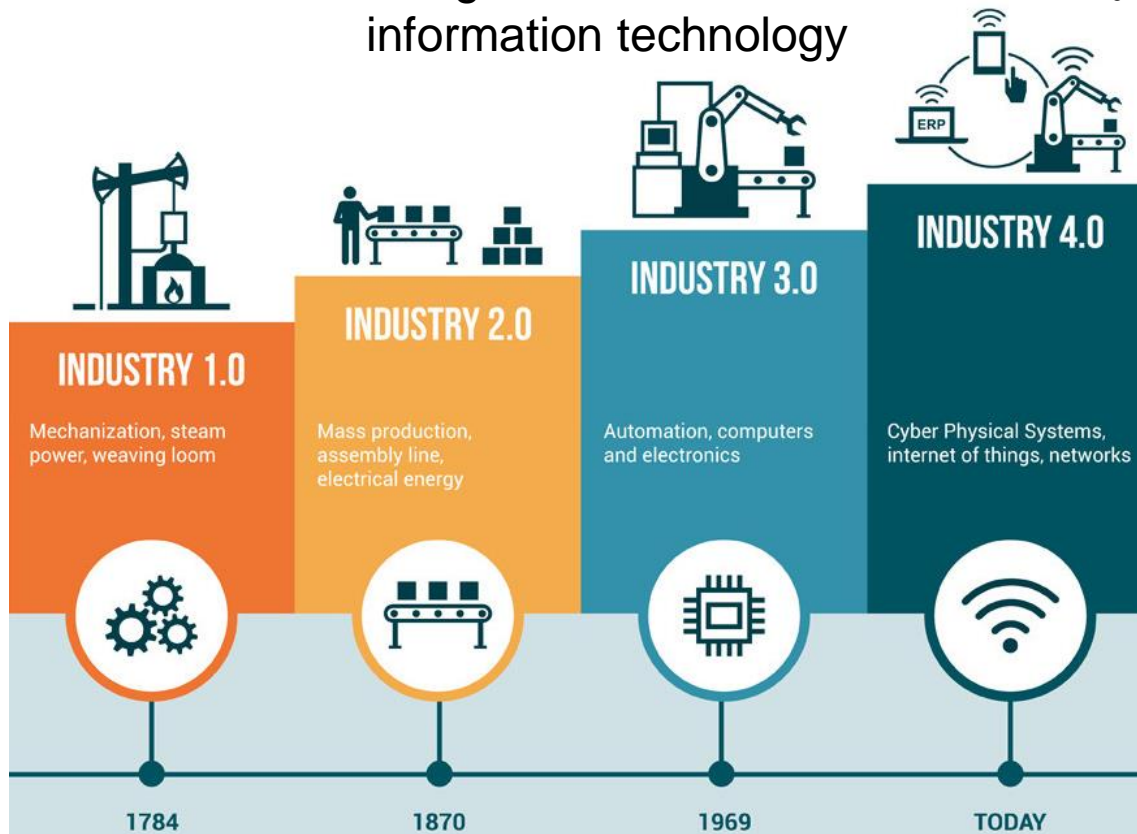 information technology
ERP
INDUSTRY 4.0
INDUSTRY 3.0
INDUSTRY 2.0
INDUSTRY 1.0
Mechanization, steam
power, weaving loom
Mass production,
assembly line,
electrical energy
Automation, computers
and electronics
Cyber Physical Systems,
internet of things, networks
1784
1870
1969
TODAY